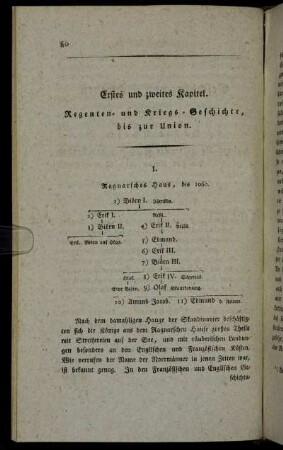 80
Erstes und zweites Kapitel.
Regenten- und Kriegs-Geschichte,
bis zur Union.
I.
Regnarsches Haus, bis 1060.
1) Biörn I.
2) Erik I.
3) Biörn II. 4) Erik II.
5) Edmund.
6) Erik III.
7) Biörn III.
8) Erik IV.
9) Olof
10) Amund Jacob. 11) Edmund
Nach dem damaligen Hange der Skandinavier beschäftig-
ten sich die Könige aus dem Regnarschen Hause großen Theils
mit Streifereien auf der See, und mit räuberischen Landun-
gen besonders an den Englischen und Französischen Küsten.
Wie verrufen der Name der Normänner in jenen Zeiten war,
ist bekannt genug. In den Französischen und Englischen Ge-
schichts-